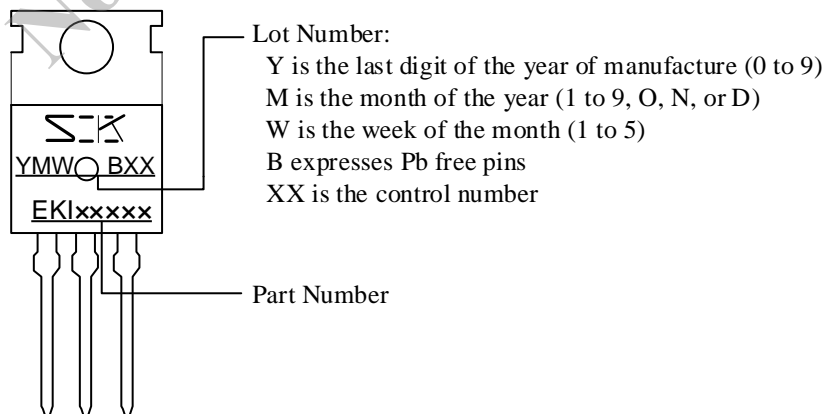 Lot Number:
Y is the last digit of the year of manufacture (0 to 9)
M is the month of the year (1 to 9, O, N, or D)
W is the week of the month (1 to 5)
B expresses Pb free pins
XX is the control number
SK
YMW○ BXX
EKI×××××
Part Number